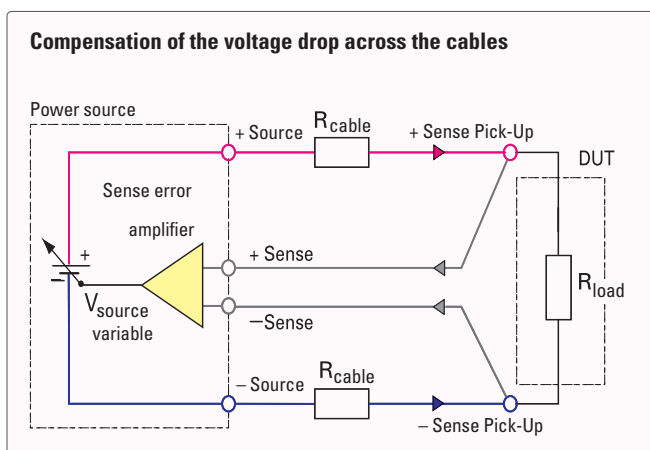 Compensation of the voltage drop across the cables
Power source
+ Source
Rcable
+ Sense Pick-Up
DUT
Sense error
amplifier
+ Sense
+
−
Vsource
variable
Rload
—Sense
− Source
Rcable
− Sense Pick-Up